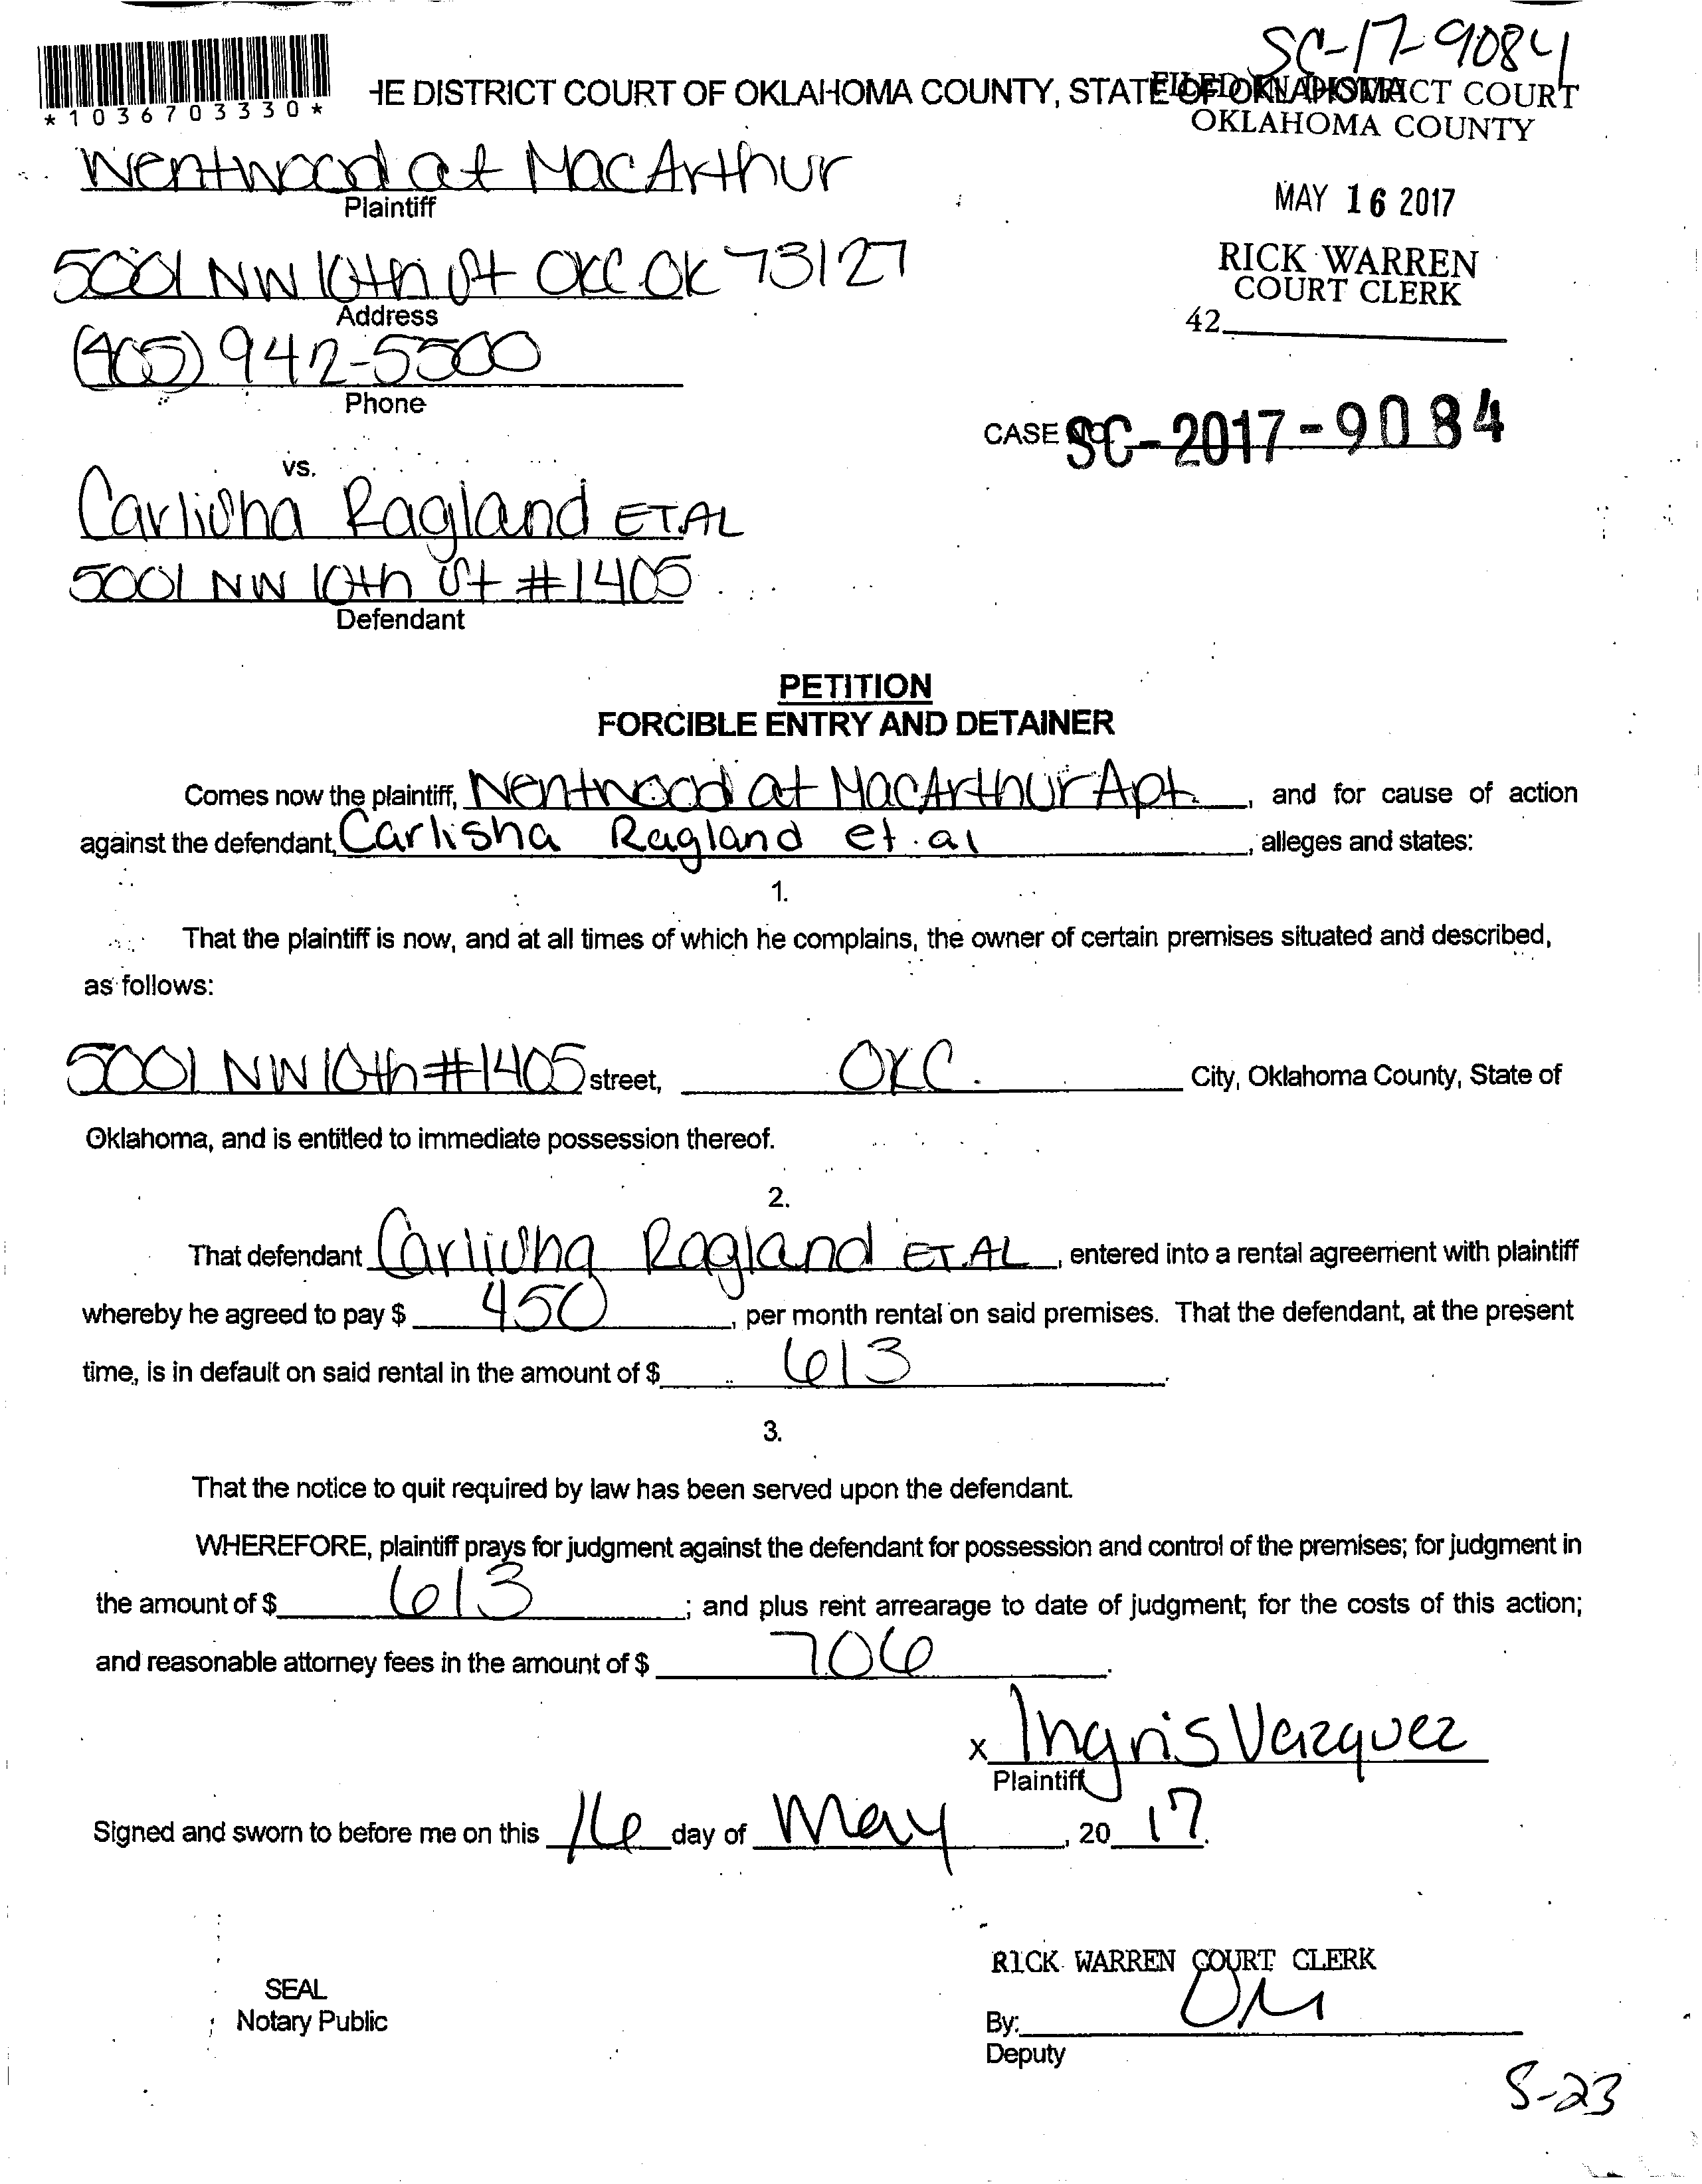 SC-17-9084
*1036703330*
HE DISTRICT COURT OF OKLAHOMA COUNTY, STATE OF OKLAHOMA
FILED IN DISTRICT COURT
OKLAHOMA COUNTY
Wentwood at MacArthur
Plaintiff
MAY 16 2017
5001 NW 10th St OKC OK 73127
Address
RICK WARREN
COURT CLERK
42
(405) 942-5500
Phone
CASE NO. SC-2017-9084
vs.
Carlisha Ragland ET.AL
5001 NW 10th St #1405
Defendant
PETITION
FORCIBLE ENTRY AND DETAINER
Comes now the plaintiff, Wentwood at MacArthur Apt. , and for cause of action
against the defendant, Carlisha Ragland et.al , alleges and states:
1.
That the plaintiff is now, and at all times of which he complains, the owner of certain premises situated and described,
as follows:
5001 NW 10th #1405 street, OKC. City, Oklahoma County, State of
Oklahoma, and is entitled to immediate possession thereof.
2.
That defendant Carlisha Ragland ET.AL , entered into a rental agreement with plaintiff
whereby he agreed to pay $ 450 , per month rental on said premises. That the defendant, at the present
time, is in default on said rental in the amount of $ 613 .
3.
That the notice to quit required by law has been served upon the defendant.
WHEREFORE, plaintiff prays for judgment against the defendant for possession and control of the premises; for judgment in
the amount of $ 613 ; and plus rent arrearage to date of judgment; for the costs of this action;
and reasonable attorney fees in the amount of $ 706 .
x Ingris Vazquez
Plaintiff
Signed and sworn to before me on this 16 day of May , 20 17.
RICK WARREN COURT CLERK
SEAL
Notary Public
By:
Deputy
S-23